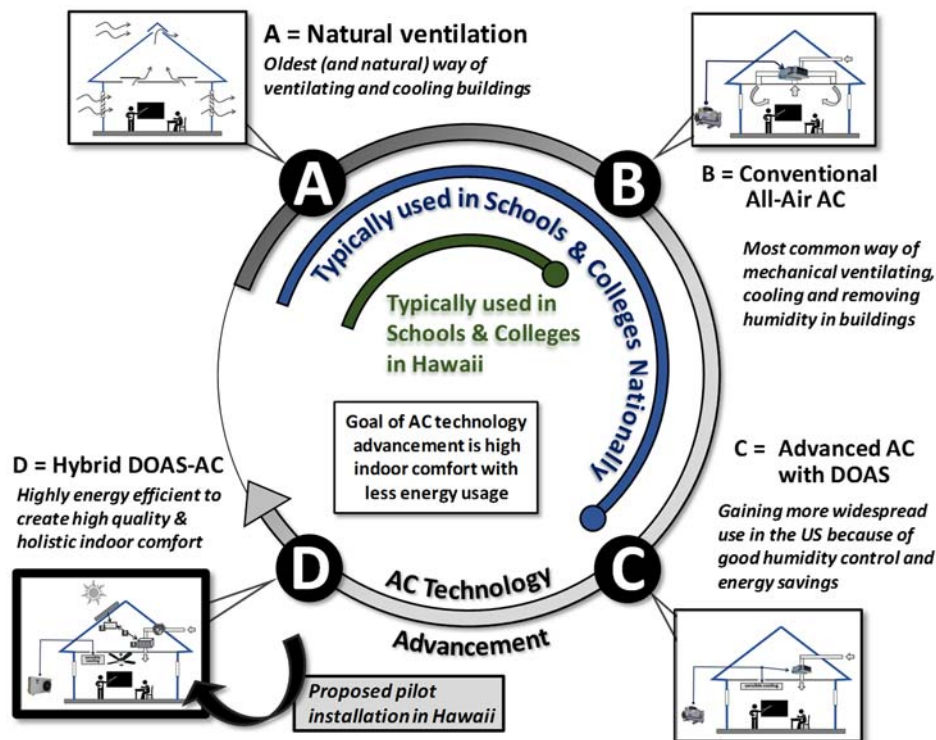 A = Natural ventilation
Oldest (and natural) way of
ventilating and cooling buildings
A
B
B = Conventional
All-Air AC
Most common way of
mechanical ventilating,
cooling and removing
humidity in buildings
Typically used in Schools & Colleges Nationally
Typically used in
Schools & Colleges
in Hawaii
Goal of AC technology
advancement is high
indoor comfort with
less energy usage
C = Advanced AC
with DOAS
Gaining more widespread
use in the US because of
good humidity control and
energy savings
D = Hybrid DOAS-AC
Highly energy efficient to
create high quality &
holistic indoor comfort
D
C
AC Technology
Advancement
Proposed pilot
installation in Hawaii
sensible cooling